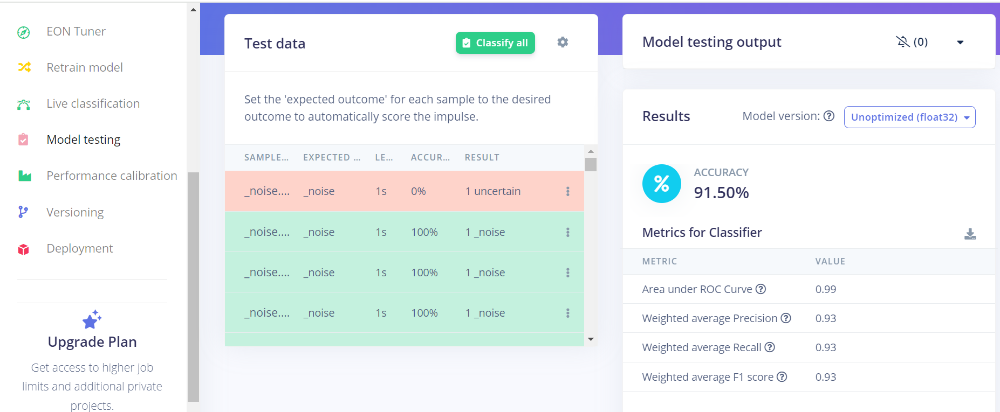 EON Tuner
Retrain model
Live classification
Model testing
Performance calibration
Versioning
Deployment
Upgrade Plan
Get access to higher job
limits and additional private
projects.
Test data
Classify all
Set the 'expected outcome' for each sample to the desired
outcome to automatically score the impulse.
SAMPLE... EXPECTED ... LE... ACCUR... RESULT
_noise.... _noise 1s 0% 1 uncertain
_noise.... _noise 1s 100% 1 _noise
_noise.... _noise 1s 100% 1 _noise
_noise.... _noise 1s 100% 1 _noise
Model testing output (0)
Results Model version: ? Unoptimized (float32)
% ACCURACY
91.50%
Metrics for Classifier
METRIC VALUE
Area under ROC Curve ? 0.99
Weighted average Precision ? 0.93
Weighted average Recall ? 0.93
Weighted average F1 score ? 0.93